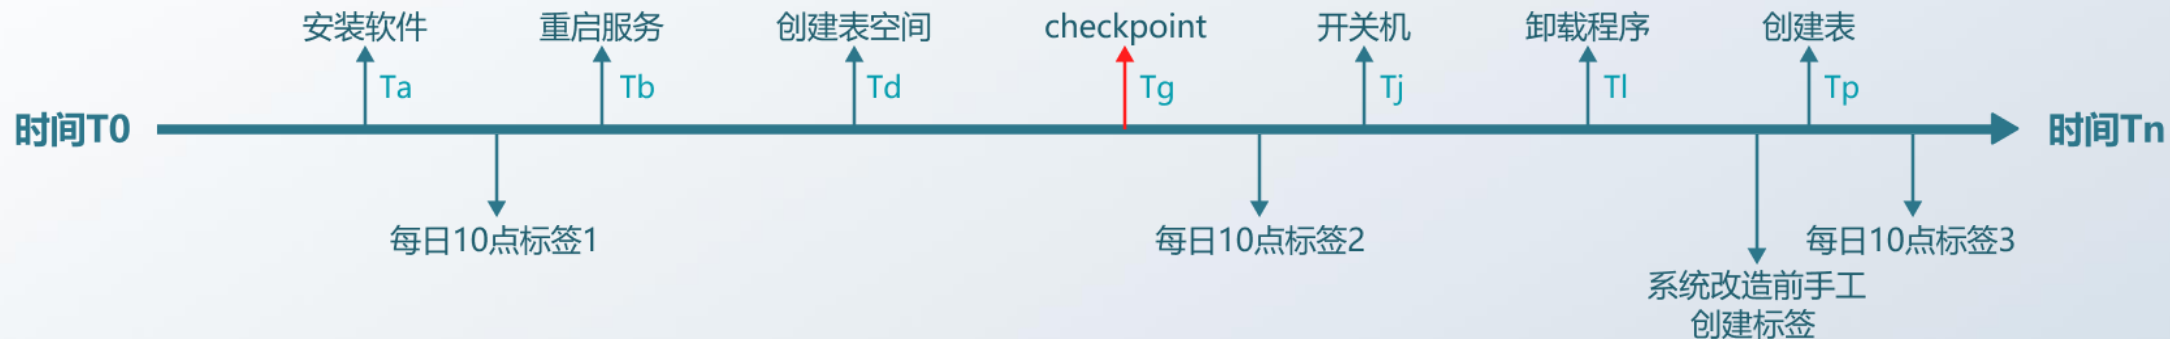 安装软件
重启服务
创建表空间
checkpoint
开关机
卸载程序
创建表
Ta
Tb
Td
Tg
Tj
Tl
Tp
时间T0
时间Tn
每日10点标签1
每日10点标签2
每日10点标签3
系统改造前手工
创建标签